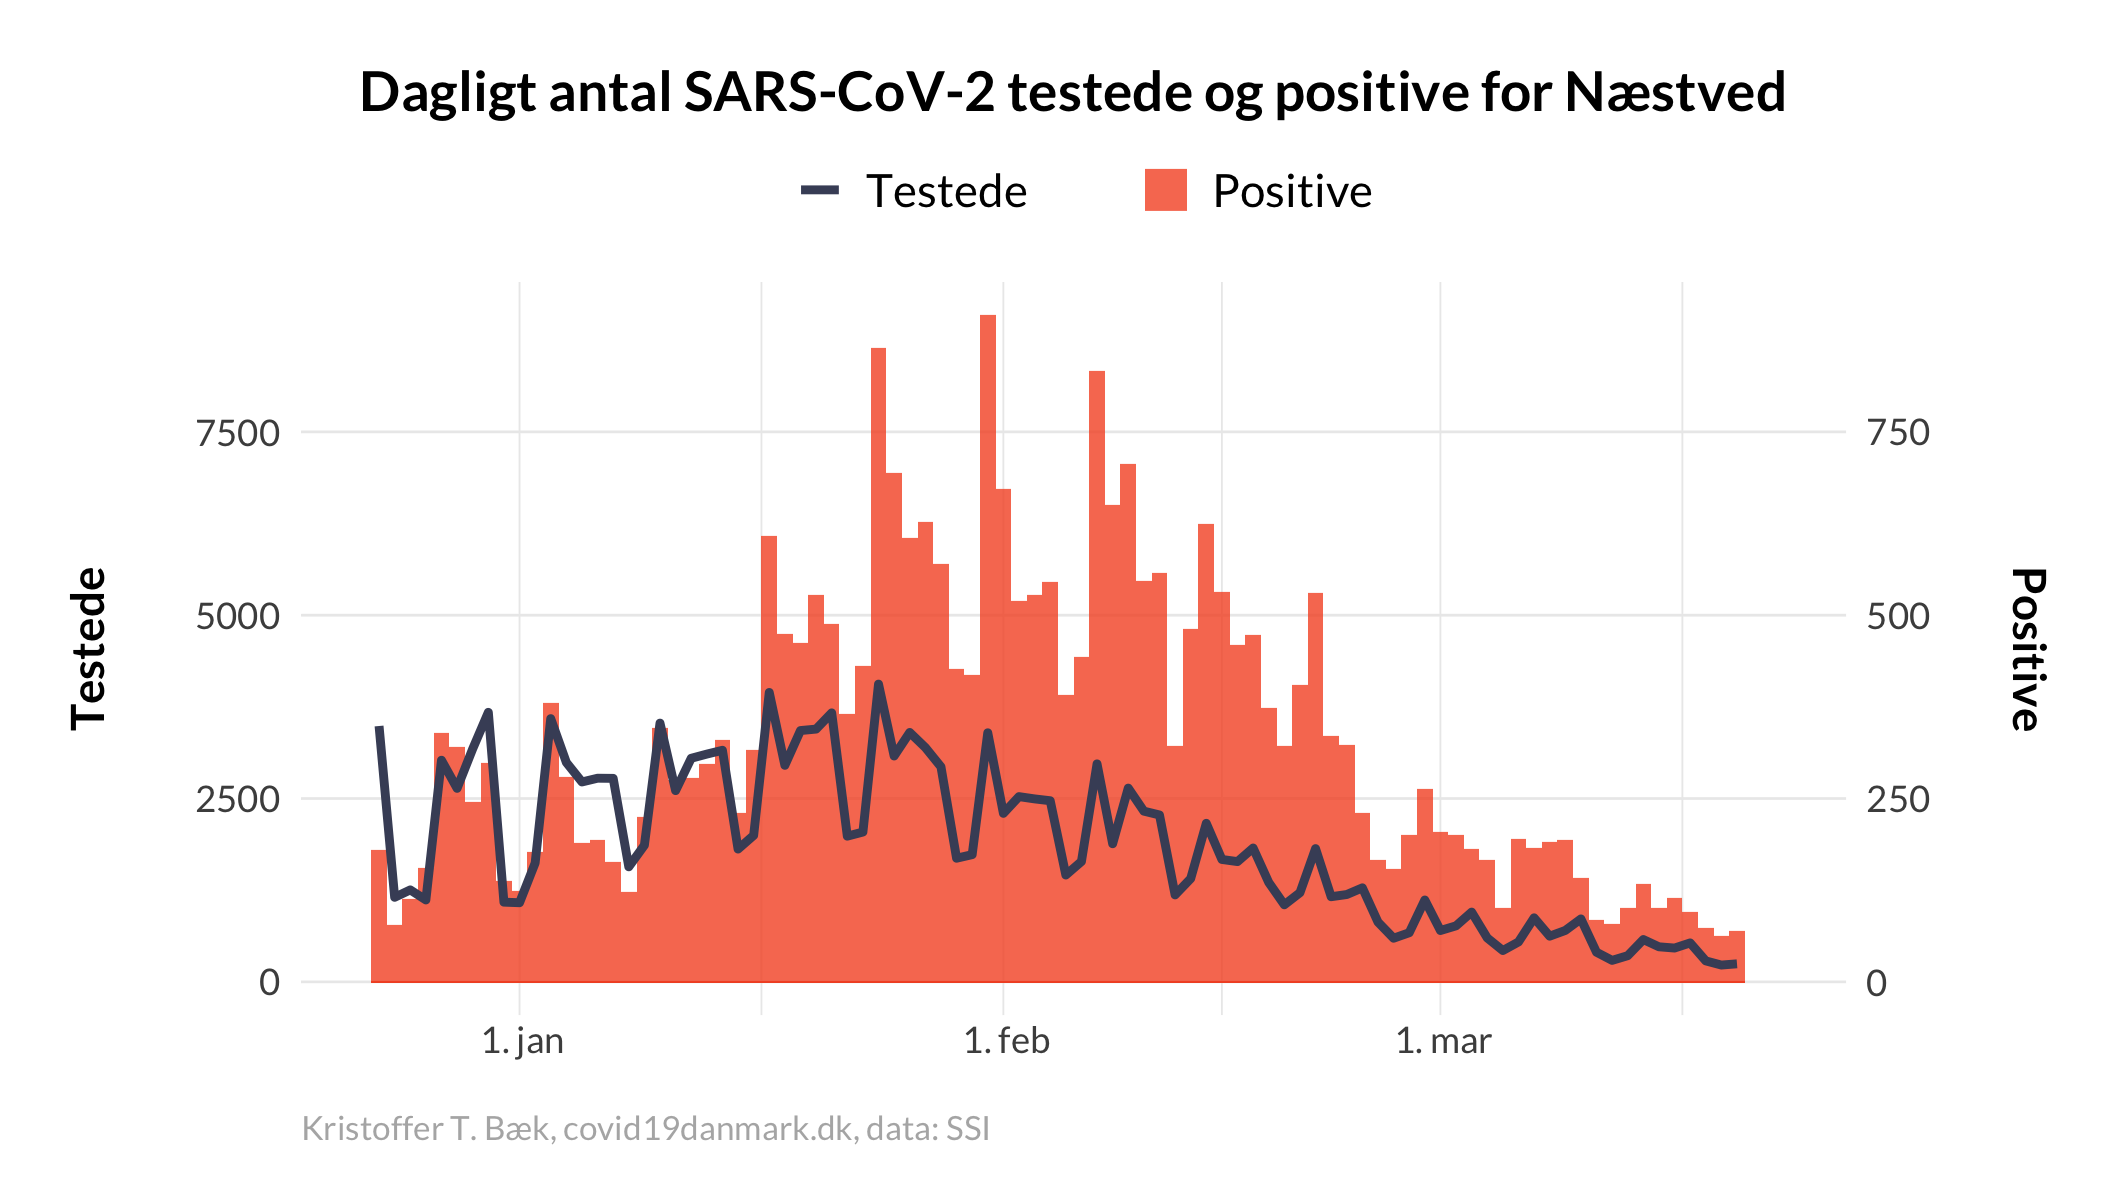 Dagligt antal SARS-CoV-2 testede og positive for Næstved
Testede Positive
7500 750
5000 500
2500 250
0 0
Testede
Positive
1. jan 1. feb 1. mar
Kristoffer T. Bæk, covid19danmark.dk, data: SSI